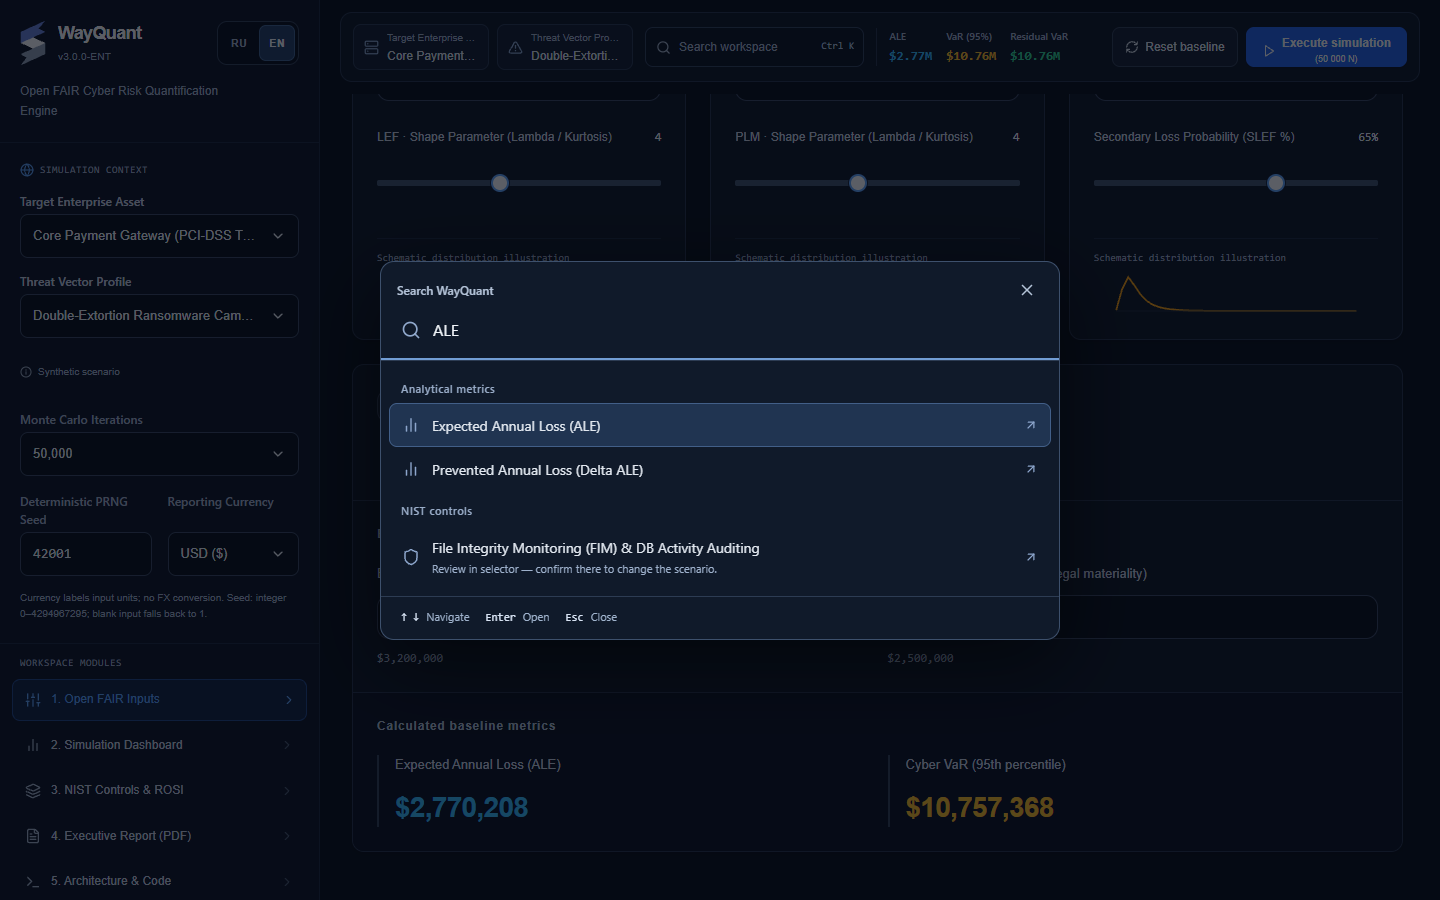 WayQuant
v3.0.0-ENT
RU
EN
Open FAIR Cyber Risk Quantification
Engine
SIMULATION CONTEXT
Target Enterprise Asset
Core Payment Gateway (PCI-DSS T...
Threat Vector Profile
Double-Extortion Ransomware Cam...
Synthetic scenario
Monte Carlo Iterations
50,000
Deterministic PRNG
Seed
Reporting Currency
42001
USD ($)
Currency labels input units; no FX conversion. Seed: integer
0–4294967295; blank input falls back to 1.
WORKSPACE MODULES
1. Open FAIR Inputs
2. Simulation Dashboard
3. NIST Controls & ROSI
4. Executive Report (PDF)
5. Architecture & Code
Target Enterprise ...
Core Payment...
Threat Vector Pro...
Double-Extorti...
Search workspace
Ctrl K
ALE
$2.77M
VaR (95%)
$10.76M
Residual VaR
$10.76M
Reset baseline
Execute simulation
(50 000 N)
LEF · Shape Parameter (Lambda / Kurtosis)
4
PLM · Shape Parameter (Lambda / Kurtosis)
4
Secondary Loss Probability (SLEF %)
65%
Schematic distribution illustration
Schematic distribution illustration
Schematic distribution illustration
Search WayQuant
ALE
Analytical metrics
Expected Annual Loss (ALE)
Prevented Annual Loss (Delta ALE)
NIST controls
File Integrity Monitoring (FIM) & DB Activity Auditing
Review in selector — confirm there to change the scenario.
↑ ↓ Navigate
Enter Open
Esc Close
egal materiality)
$3,200,000
$2,500,000
Calculated baseline metrics
Expected Annual Loss (ALE)
$2,770,208
Cyber VaR (95th percentile)
$10,757,368